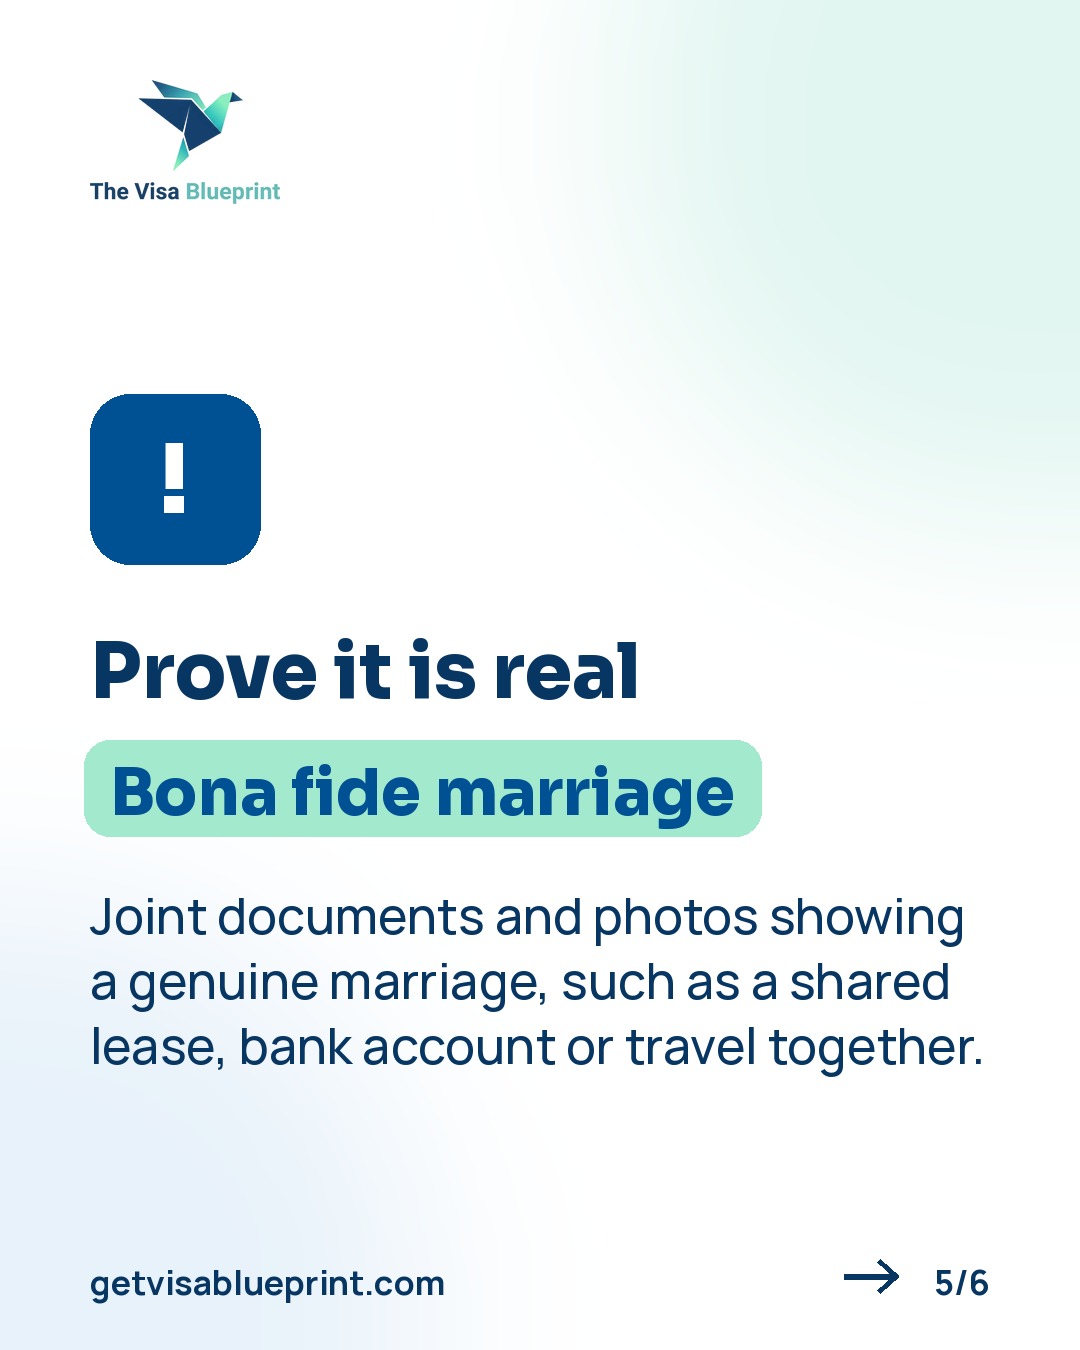 The Visa Blueprint
!
Prove it is real
Bona fide marriage
Joint documents and photos showing
a genuine marriage, such as a shared
lease, bank account or travel together.
getvisablueprint.com
→ 5/6